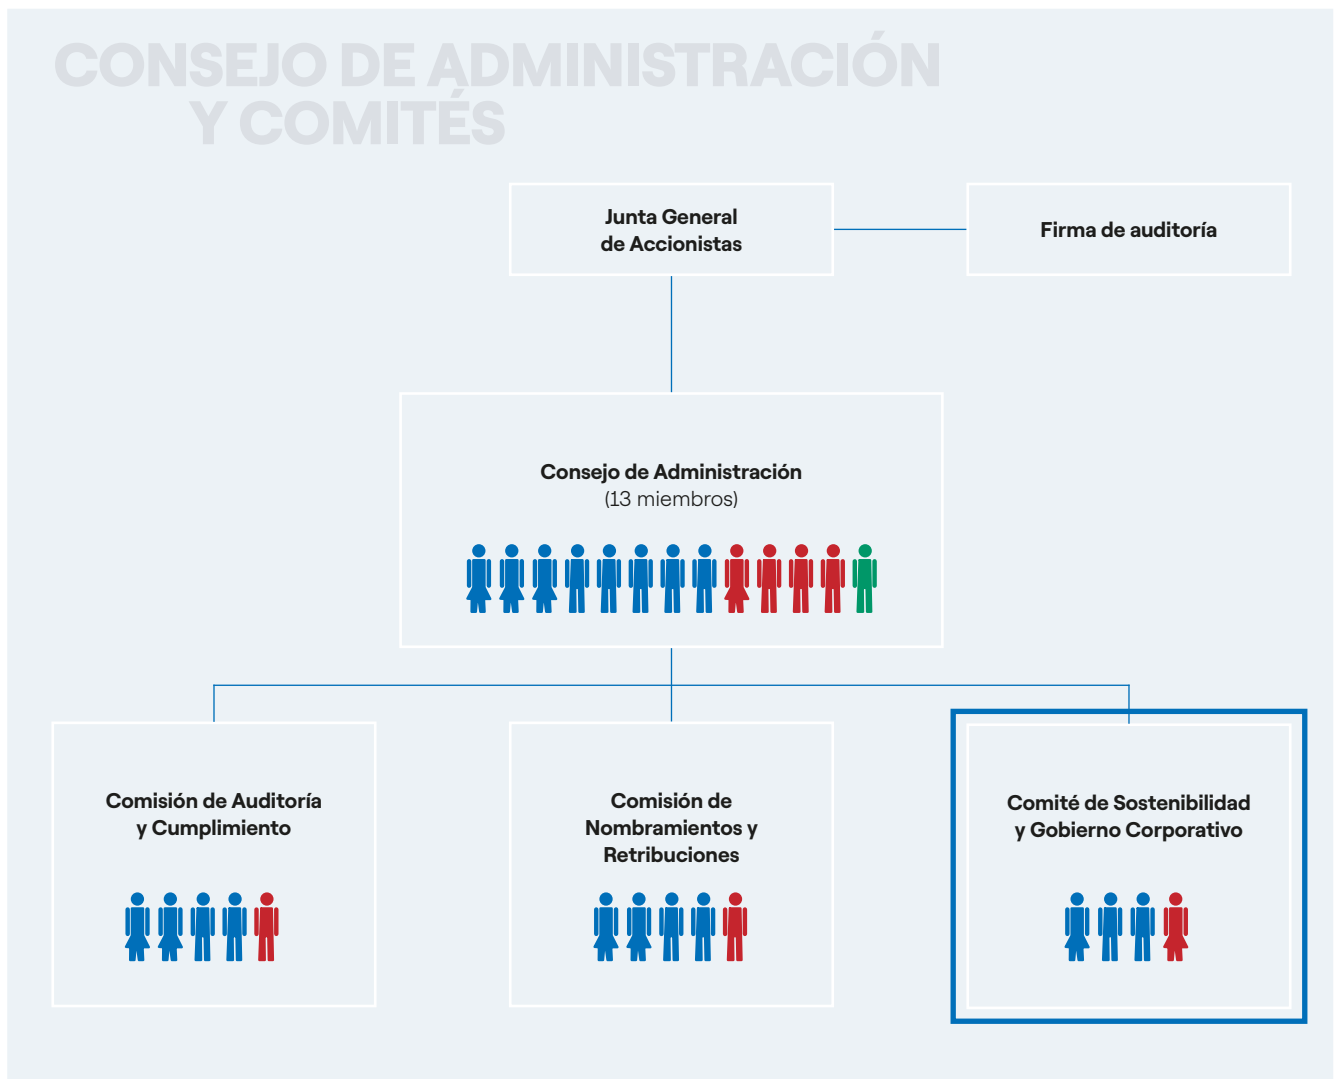 CONSEJO DE ADMINISTRACIÓN
Y COMITÉS
Junta General
de Accionistas
Firma de auditoría
Consejo de Administración
(13 miembros)
Comisión de Auditoría
y Cumplimiento
Comisión de
Nombramientos y
Retribuciones
Comité de Sostenibilidad
y Gobierno Corporativo